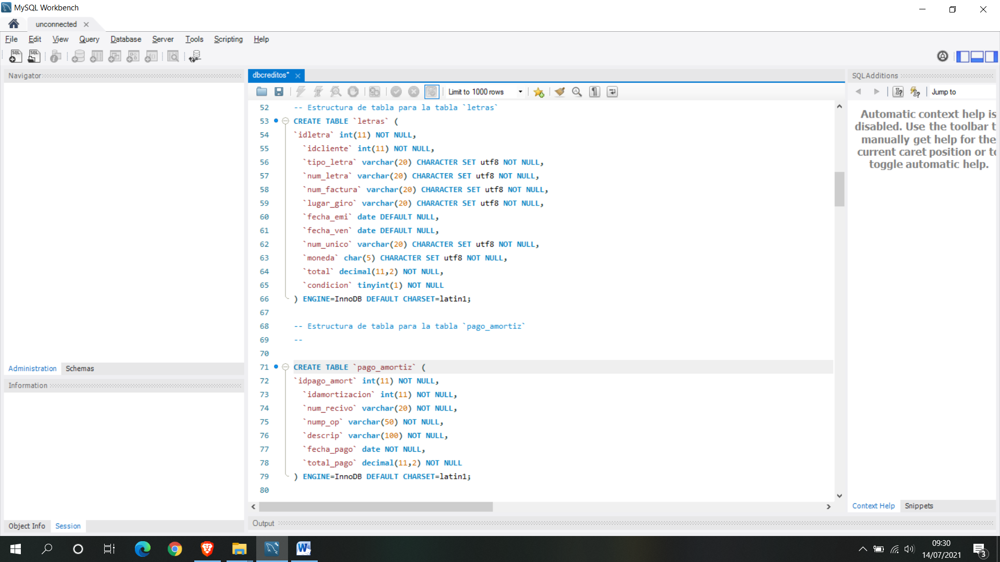 MySQL Workbench
unconnected
File Edit View Query Database Server Tools Scripting Help
Navigator
Administration Schemas
Information
Object Info Session
dbcreditos*
Limit to 1000 rows
52 -- Estructura de tabla para la tabla `letras`
53 CREATE TABLE `letras` (
54 `idletra` int(11) NOT NULL,
55 `idcliente` int(11) NOT NULL,
56 `tipo_letra` varchar(20) CHARACTER SET utf8 NOT NULL,
57 `num_letra` varchar(20) CHARACTER SET utf8 NOT NULL,
58 `num_factura` varchar(20) CHARACTER SET utf8 NOT NULL,
59 `lugar_giro` varchar(20) CHARACTER SET utf8 NOT NULL,
60 `fecha_emi` date DEFAULT NULL,
61 `fecha_ven` date DEFAULT NULL,
62 `num_unico` varchar(20) CHARACTER SET utf8 NOT NULL,
63 `moneda` char(5) CHARACTER SET utf8 NOT NULL,
64 `total` decimal(11,2) NOT NULL,
65 `condicion` tinyint(1) NOT NULL
66 ) ENGINE=InnoDB DEFAULT CHARSET=latin1;
67
68 -- Estructura de tabla para la tabla `pago_amortiz`
69 --
70
71 CREATE TABLE `pago_amortiz` (
72 `idpago_amort` int(11) NOT NULL,
73 `idamortizacion` int(11) NOT NULL,
74 `num_recivo` varchar(20) NOT NULL,
75 `nump_op` varchar(50) NOT NULL,
76 `descrip` varchar(100) NOT NULL,
77 `fecha_pago` date NOT NULL,
78 `total_pago` decimal(11,2) NOT NULL
79 ) ENGINE=InnoDB DEFAULT CHARSET=latin1;
80
Output
SQLAdditions
Jump to
Automatic context help is
disabled. Use the toolbar t
manually get help for the
current caret position or to
toggle automatic help.
Context Help Snippets
09:30
14/07/2021
3